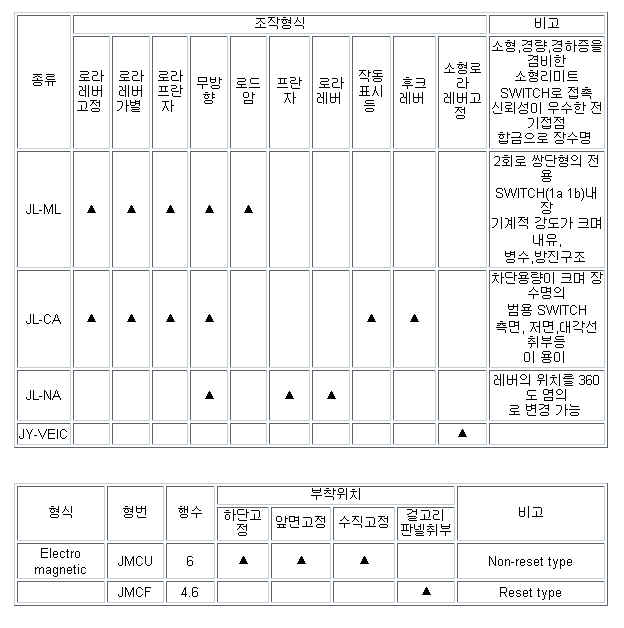 종류
조작형식
비고
로라
레버
고정
로라
레버
가별
로라
프란
자
무방
향
로드
암
프란
자
로라
레버
작동
표시
등
후크
레버
소형로
라
레버고
정
소형,경량,경하중을
겸비한
소형리미트
SWITCH로 접촉
신뢰성이 우수한 전
기접점
합금으로 장수명
JL-ML
▲ ▲ ▲ ▲ ▲
2회로 쌍단형의 전
용
SWITCH(1a 1b)내
장
기계적 강도가 크며
내유,
병수,방진구조
JL-CA
▲ ▲ ▲ ▲ ▲ ▲
차단용량이 크며 장
수명의
범용 SWITCH
측면, 저면,대각선
취부등
이 용이
JL-NA
▲ ▲ ▲
레버의 위치를 360
도 염의
로 변경 가능
JY-VEIC
▲
형식
형번
행수
부착위치
비고
하단고
정
앞면고정
수직고정
걸고리
판넬취부
Electro
magnetic
JMCU
6
▲ ▲ ▲
Non-reset type
JMCF
4.6
▲
Reset type